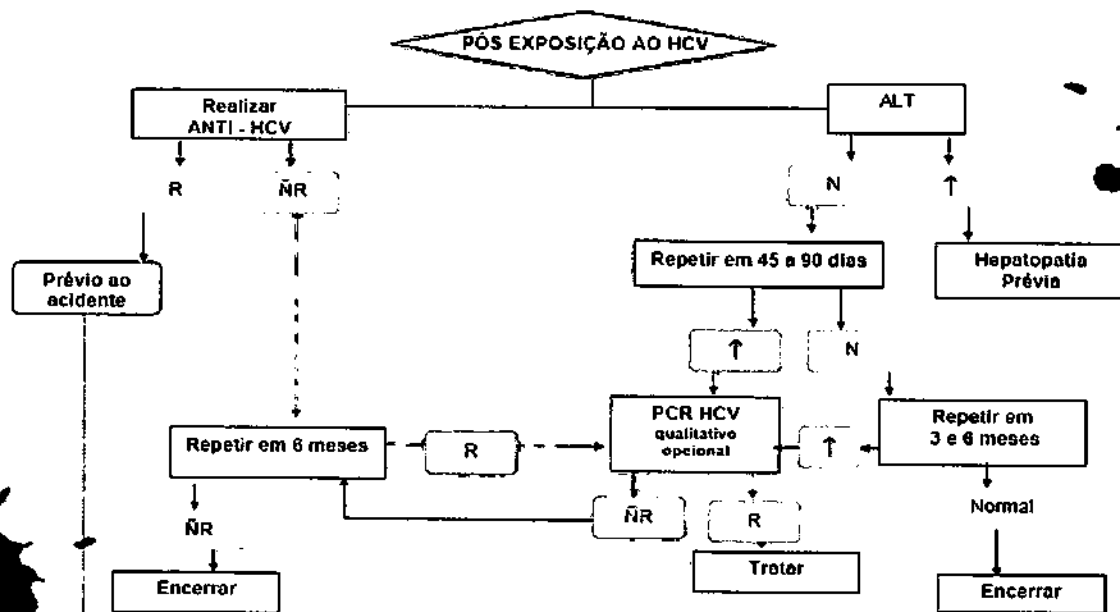 PÓS EXPOSIÇÃO AO HCV
Realizar
ANTI - HCV
ALT
R
ÑR
N
↑
Prévio ao
acidente
Repetir em 45 a 90 dias
Hepatopatia
Prévia
↑
N
Repetir em 6 meses
R
PCR HCV
qualitativo
opcional
↑
Repetir em
3 e 6 meses
ÑR
ÑR
R
Normal
Encerrar
Tratar
Encerrar